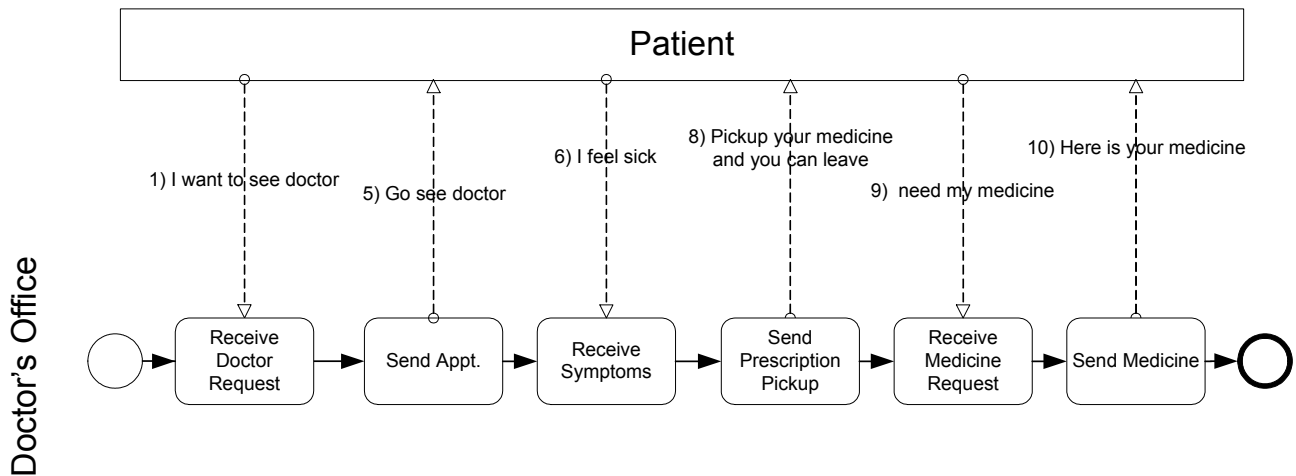 Patient
1) I want to see doctor
5) Go see doctor
6) I feel sick
8) Pickup your medicine
and you can leave
9)  need my medicine
10) Here is your medicine
Doctor's Office
Receive
Doctor
Request
Send Appt.
Receive
Symptoms
Send
Prescription
Pickup
Receive
Medicine
Request
Send Medicine